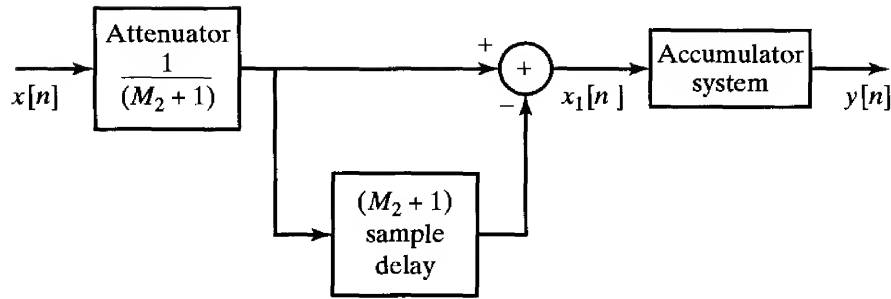 Attenuator
1
(M₂ + 1)
x[n]
+
+
−
x₁[n]
Accumulator
system
y[n]
(M₂ + 1)
sample
delay